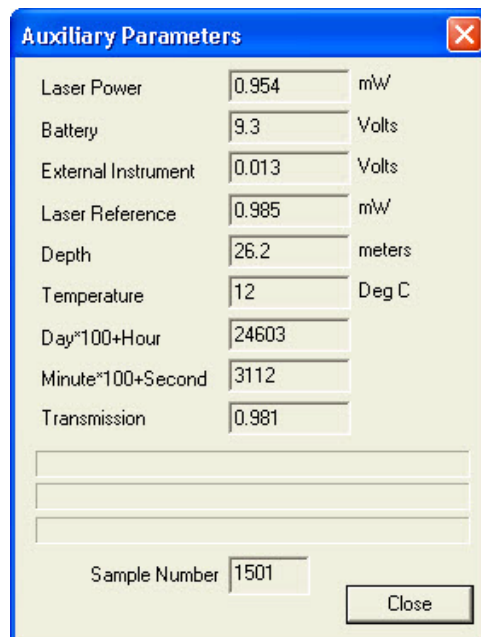 Auxiliary Parameters
Laser Power 0.954 mW
Battery 9.3 Volts
External Instrument 0.013 Volts
Laser Reference 0.985 mW
Depth 26.2 meters
Temperature 12 Deg C
Day*100+Hour 24603
Minute*100+Second 3112
Transmission 0.981
Sample Number 1501
Close